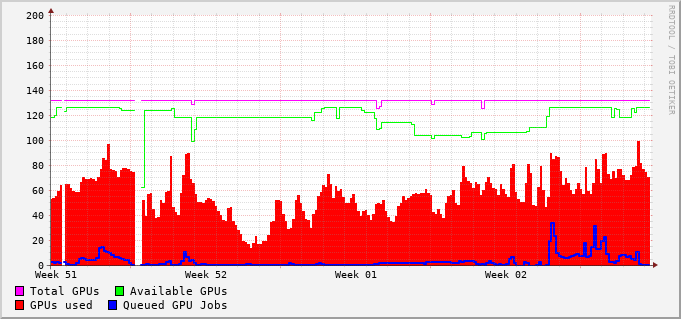 200
180
160
140
120
100
80
60
40
20
0
Week 51 Week 52 Week 01 Week 02
Total GPUs Available GPUs
GPUs used Queued GPU Jobs
RRDTOOL / TOBI OETIKER